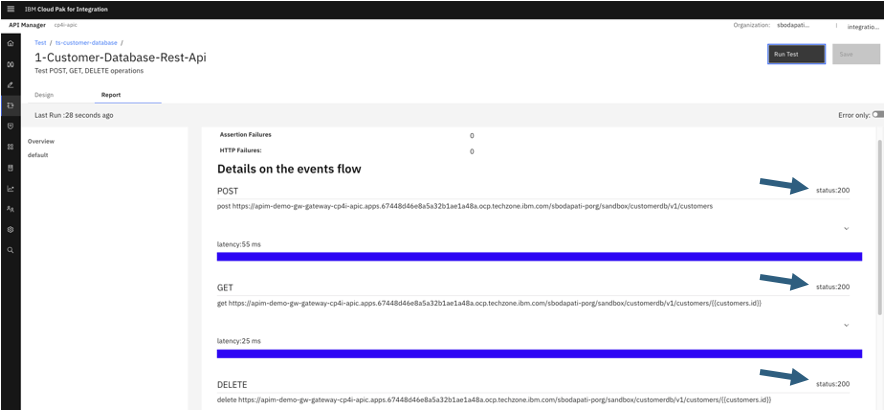 IBM Cloud Pak for Integration
API Manager cp4i-apic Organization: sbodapati... integratio...
Test / ts-customer-database /
1-Customer-Database-Rest-Api
Test POST, GET, DELETE operations
Run Test Save
Design Report
Last Run :28 seconds ago Error only:
Overview
default
Assertion Failures 0
HTTP Failures: 0
Details on the events flow
POST status:200
post https://apim-demo-gw-gateway-cp4i-apic.apps.67448d46e8a5a32b1ae1a48a.ocp.techzone.ibm.com/sbodapati-porg/sandbox/customerdb/v1/customers
latency:55 ms
GET status:200
get https://apim-demo-gw-gateway-cp4i-apic.apps.67448d46e8a5a32b1ae1a48a.ocp.techzone.ibm.com/sbodapati-porg/sandbox/customerdb/v1/customers/{{customers.id}}
latency:25 ms
DELETE status:200
delete https://apim-demo-gw-gateway-cp4i-apic.apps.67448d46e8a5a32b1ae1a48a.ocp.techzone.ibm.com/sbodapati-porg/sandbox/customerdb/v1/customers/{{customers.id}}